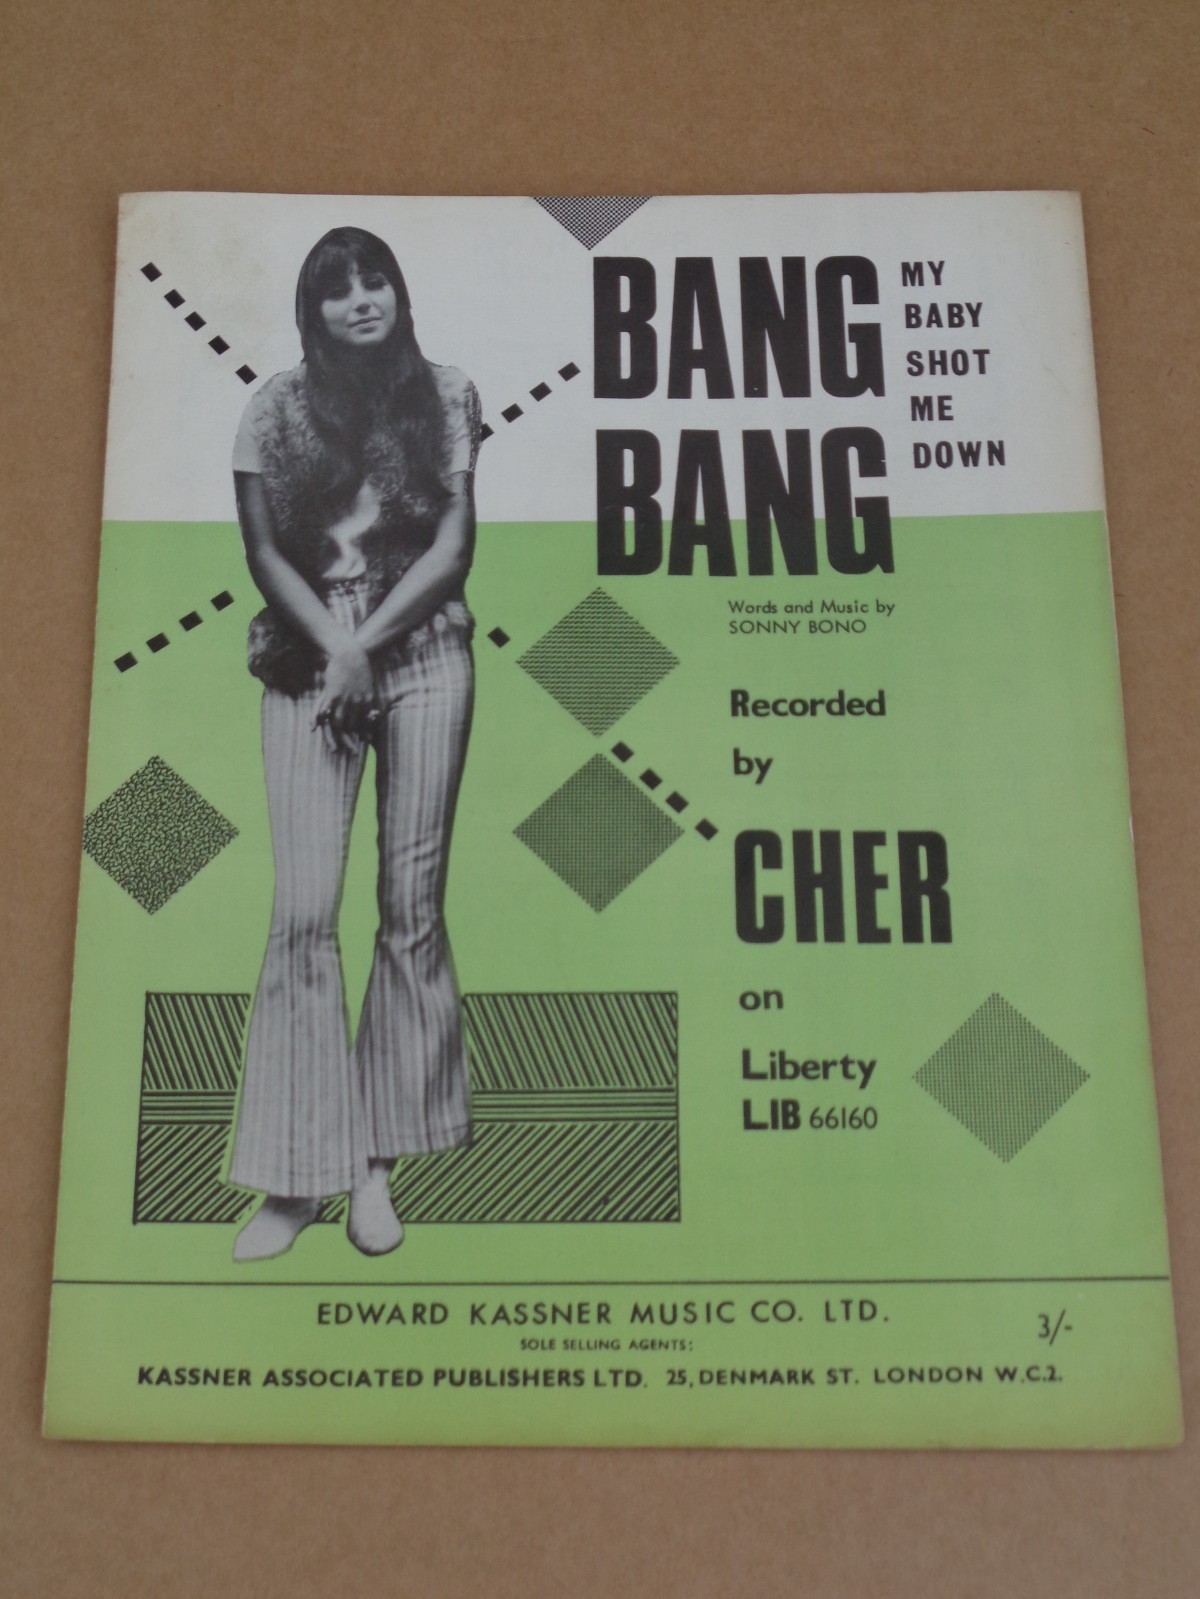 BANG
BANG
MY
BABY
SHOT
ME
DOWN
Words and Music by
SONNY BONO
Recorded
by
CHER
on
Liberty
LIB 66160
EDWARD KASSNER MUSIC CO. LTD.
SOLE SELLING AGENTS:
3/-
KASSNER ASSOCIATED PUBLISHERS LTD. 25, DENMARK ST. LONDON W.C.2.